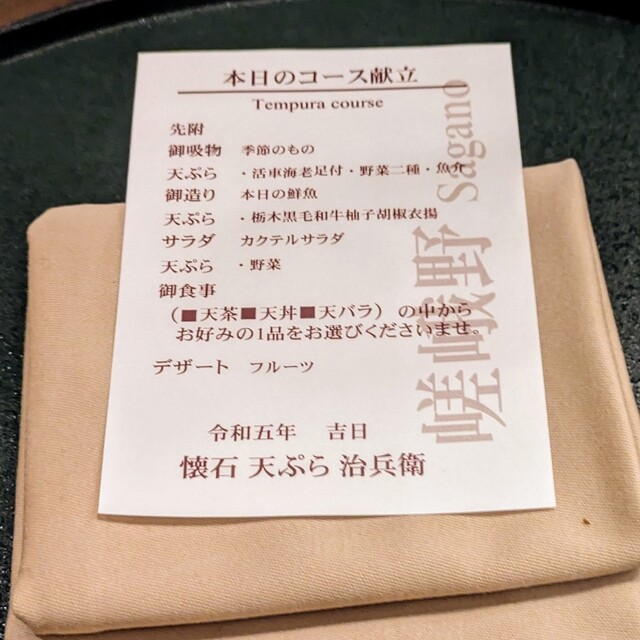 本日のコース献立
Tempura course
先附
御吸物 季節のもの
天ぷら ・活車海老足付・野菜二種・魚介
御造り 本日の鮮魚
天ぷら ・栃木黒毛和牛柚子胡椒衣揚
サラダ カクテルサラダ
天ぷら ・野菜
御食事
（■天茶■天丼■天バラ）の中から
お好みの1品をお選びくださいませ。
デザート フルーツ
令和五年 吉日
懐石 天ぷら 治兵衛
嵯峨野 Sagano